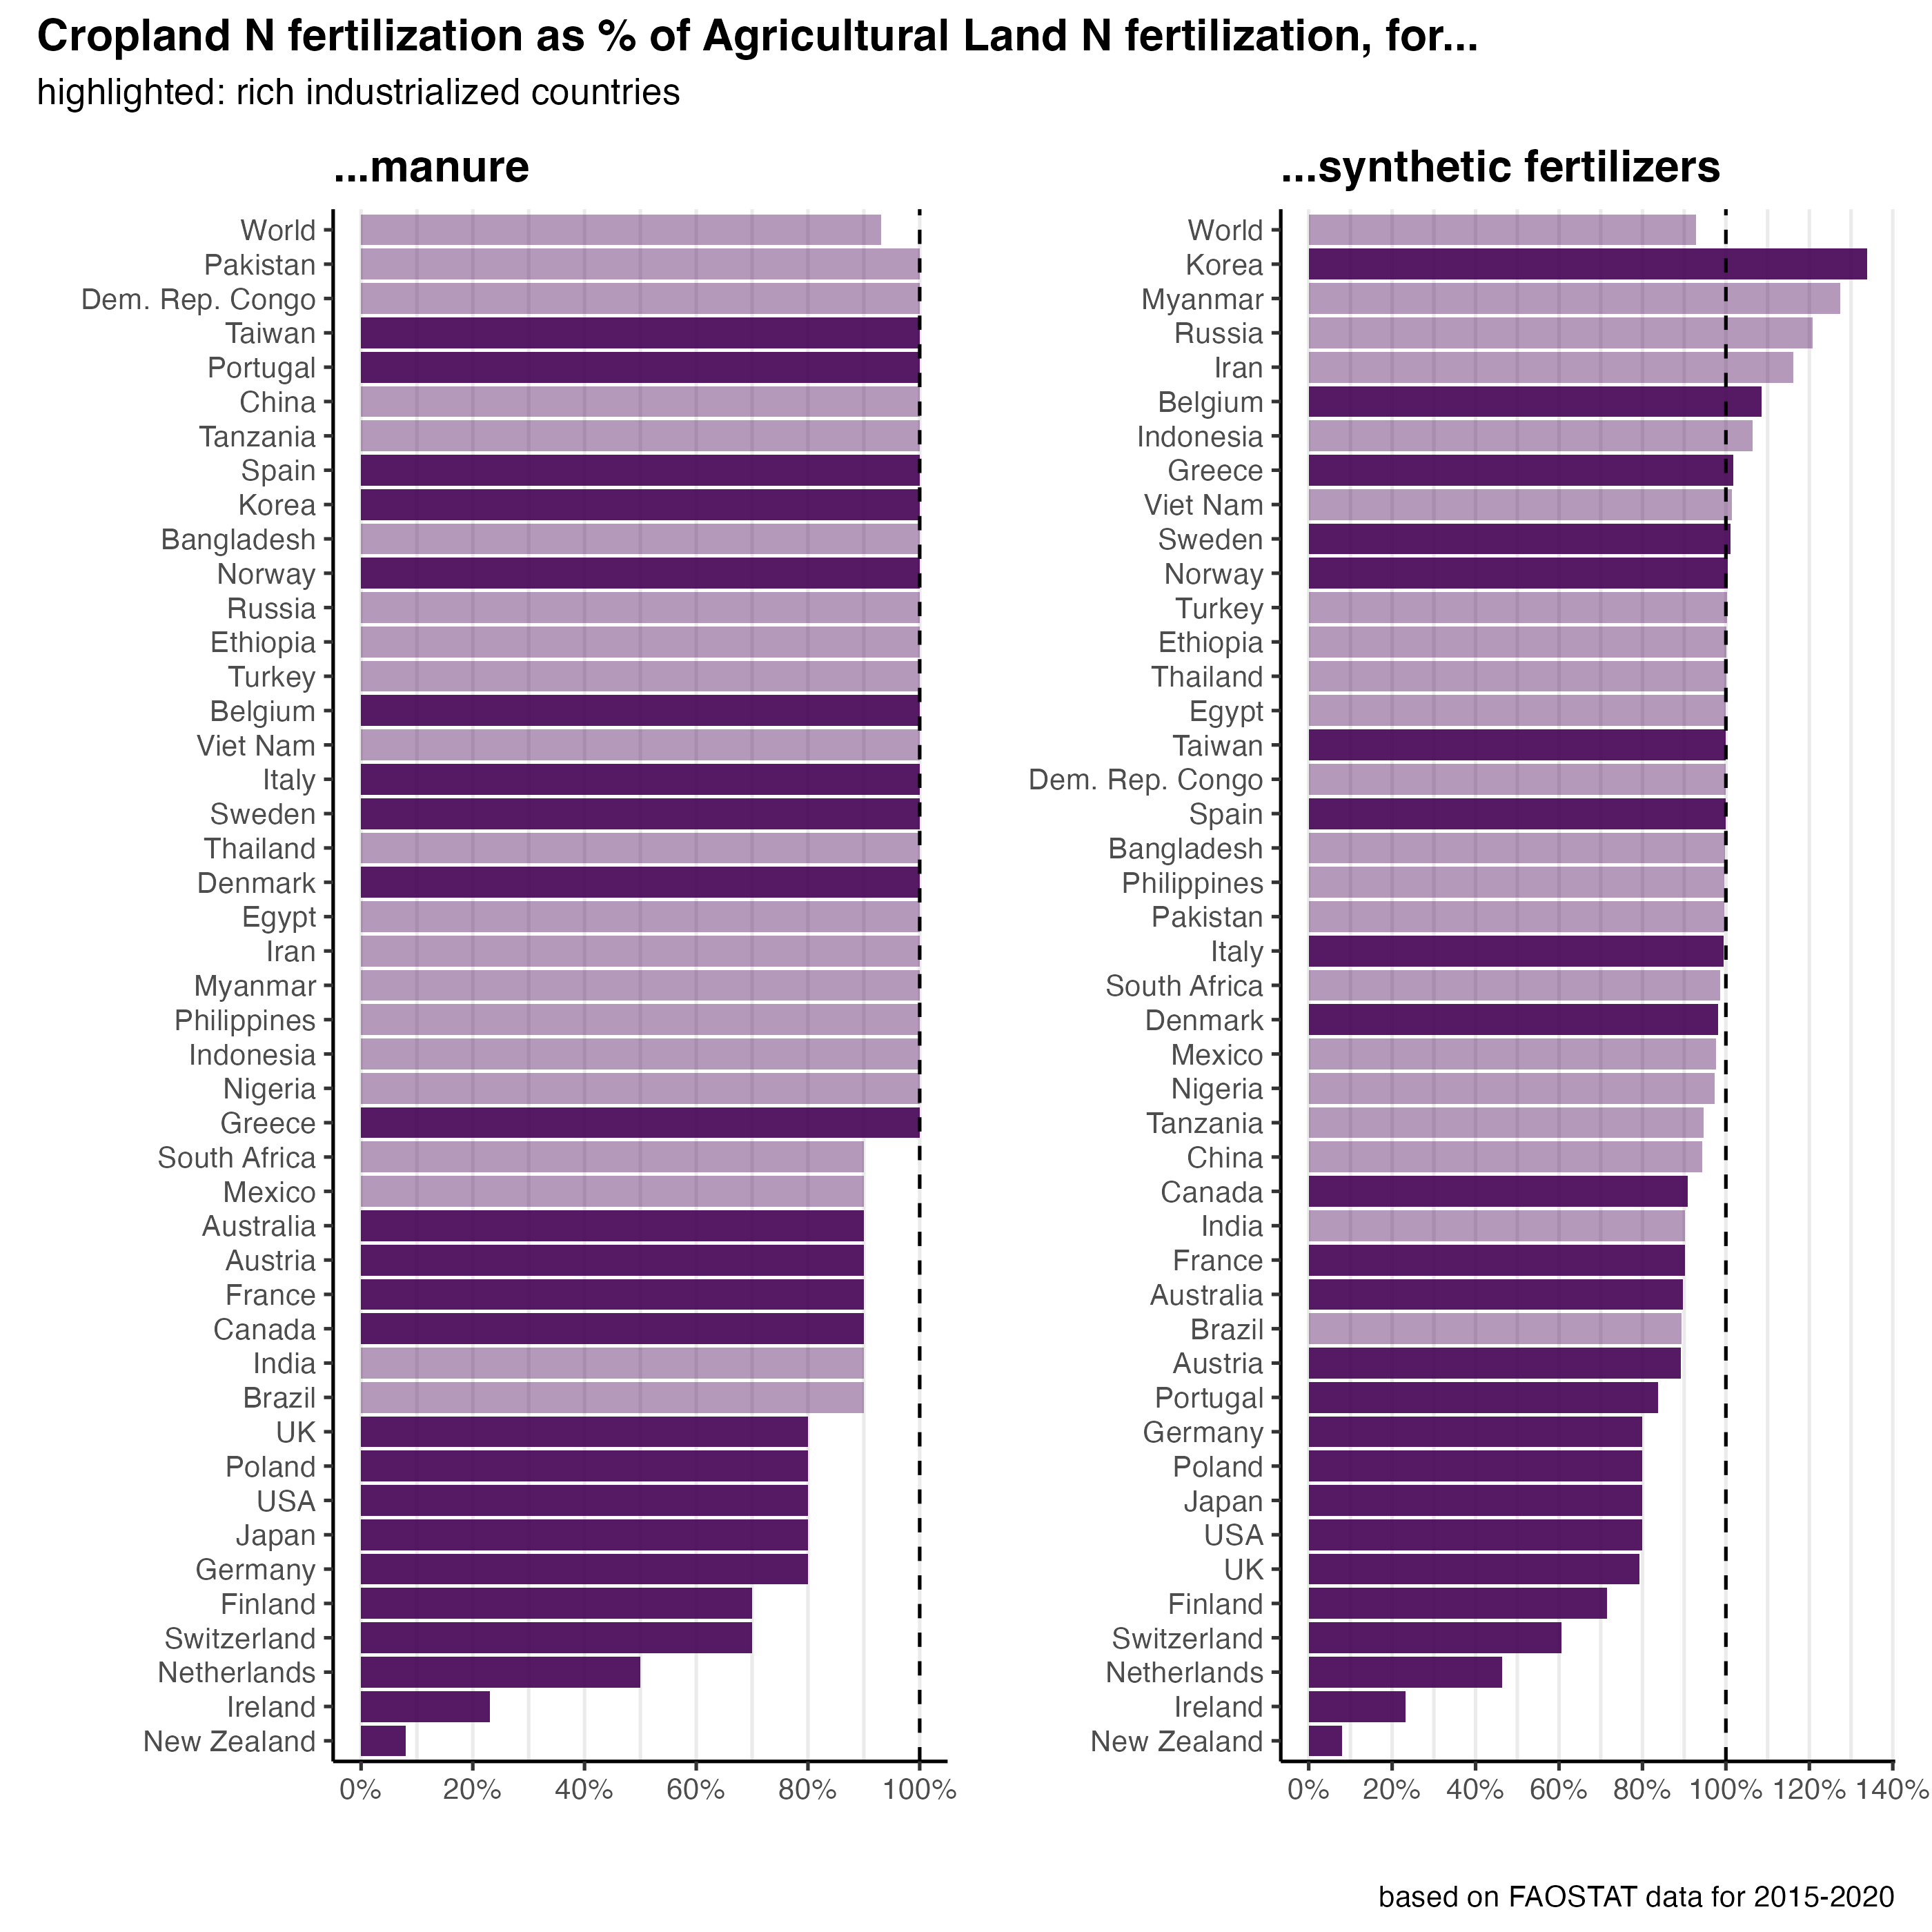 Cropland N fertilization as % of Agricultural Land N fertilization, for...
highlighted: rich industrialized countries
...manure
World
Pakistan
Dem. Rep. Congo
Taiwan
Portugal
China
Tanzania
Spain
Korea
Bangladesh
Norway
Russia
Ethiopia
Turkey
Belgium
Viet Nam
Italy
Sweden
Thailand
Denmark
Egypt
Iran
Myanmar
Philippines
Indonesia
Nigeria
Greece
South Africa
Mexico
Australia
Austria
France
Canada
India
Brazil
UK
Poland
USA
Japan
Germany
Finland
Switzerland
Netherlands
Ireland
New Zealand
0% 20% 40% 60% 80% 100%
...synthetic fertilizers
World
Korea
Myanmar
Russia
Iran
Belgium
Indonesia
Greece
Viet Nam
Sweden
Norway
Turkey
Ethiopia
Thailand
Egypt
Taiwan
Dem. Rep. Congo
Spain
Bangladesh
Philippines
Pakistan
Italy
South Africa
Denmark
Mexico
Nigeria
Tanzania
China
Canada
India
France
Australia
Brazil
Austria
Portugal
Germany
Poland
Japan
USA
UK
Finland
Switzerland
Netherlands
Ireland
New Zealand
0% 20% 40% 60% 80% 100% 120% 140%
based on FAOSTAT data for 2015-2020